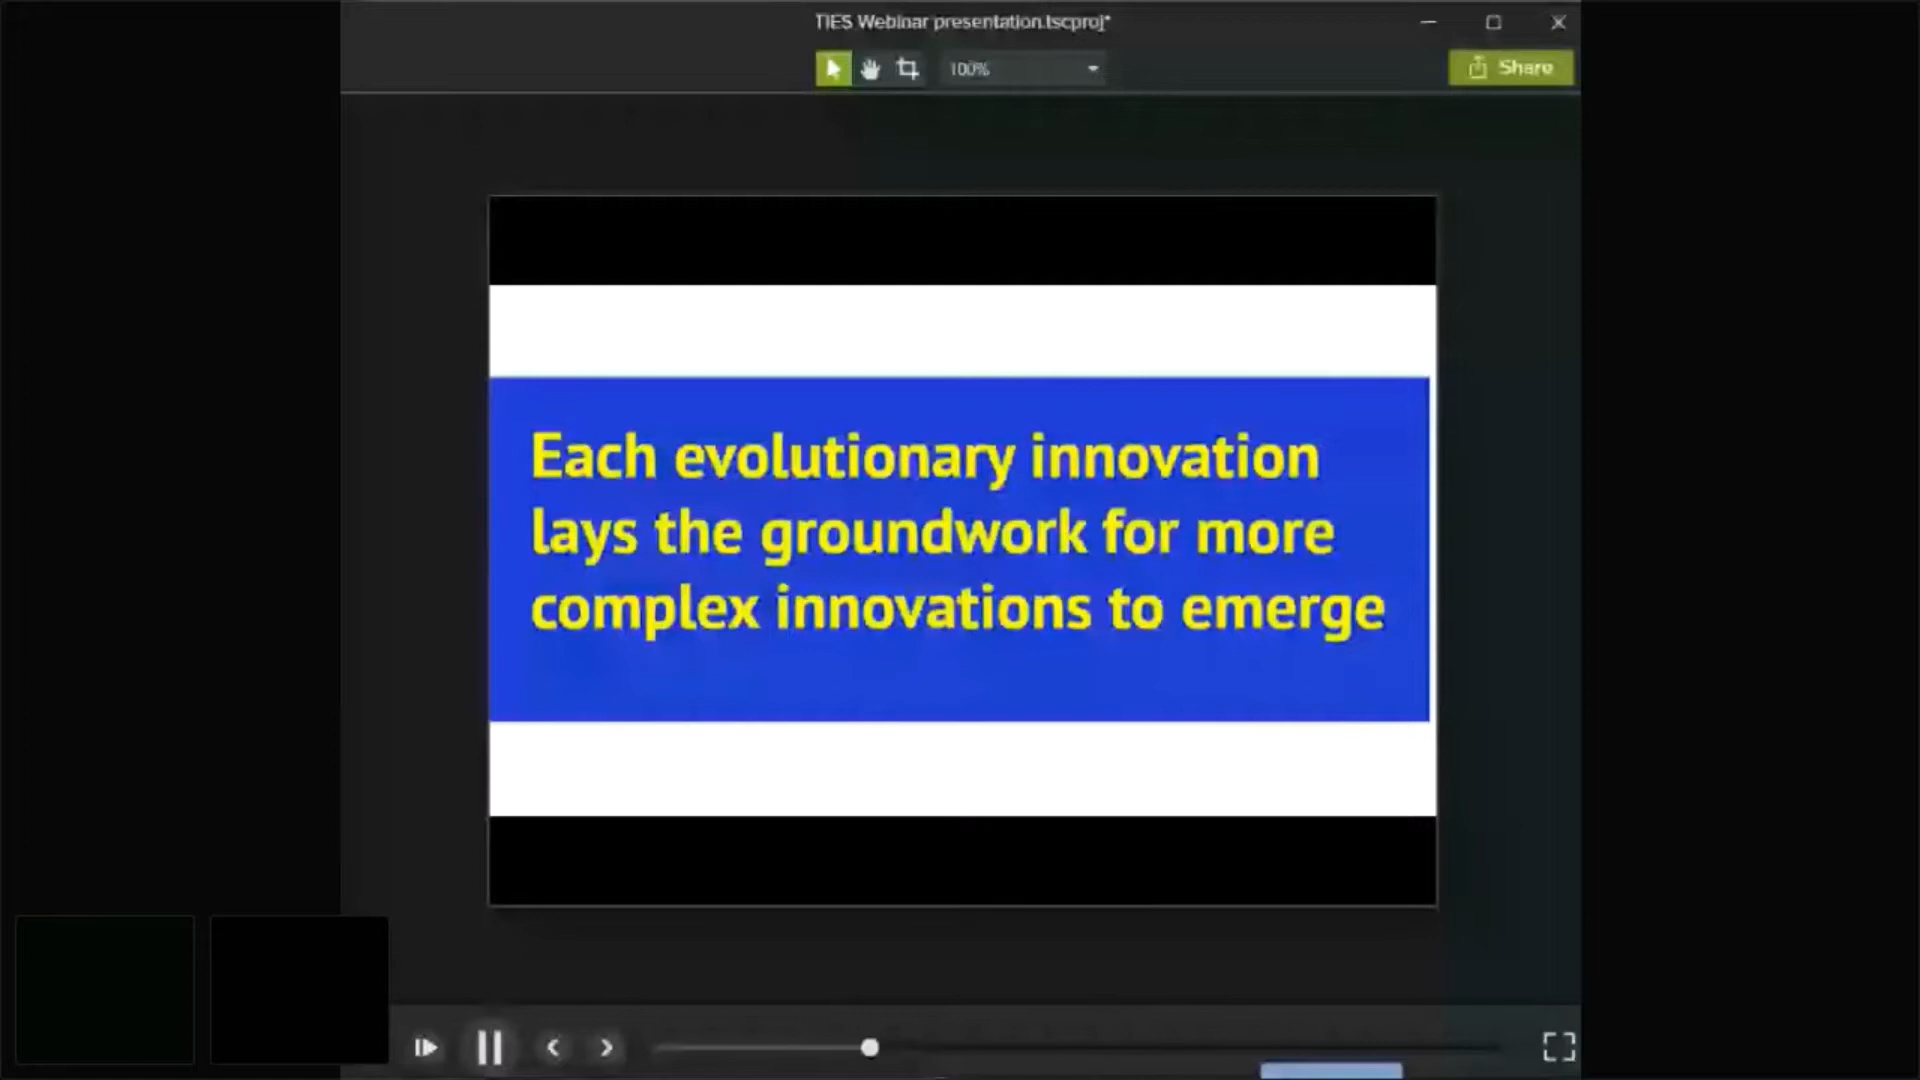 TIES Webinar presentation.tscproj*
100%
Share
Each evolutionary innovation
lays the groundwork for more
complex innovations to emerge